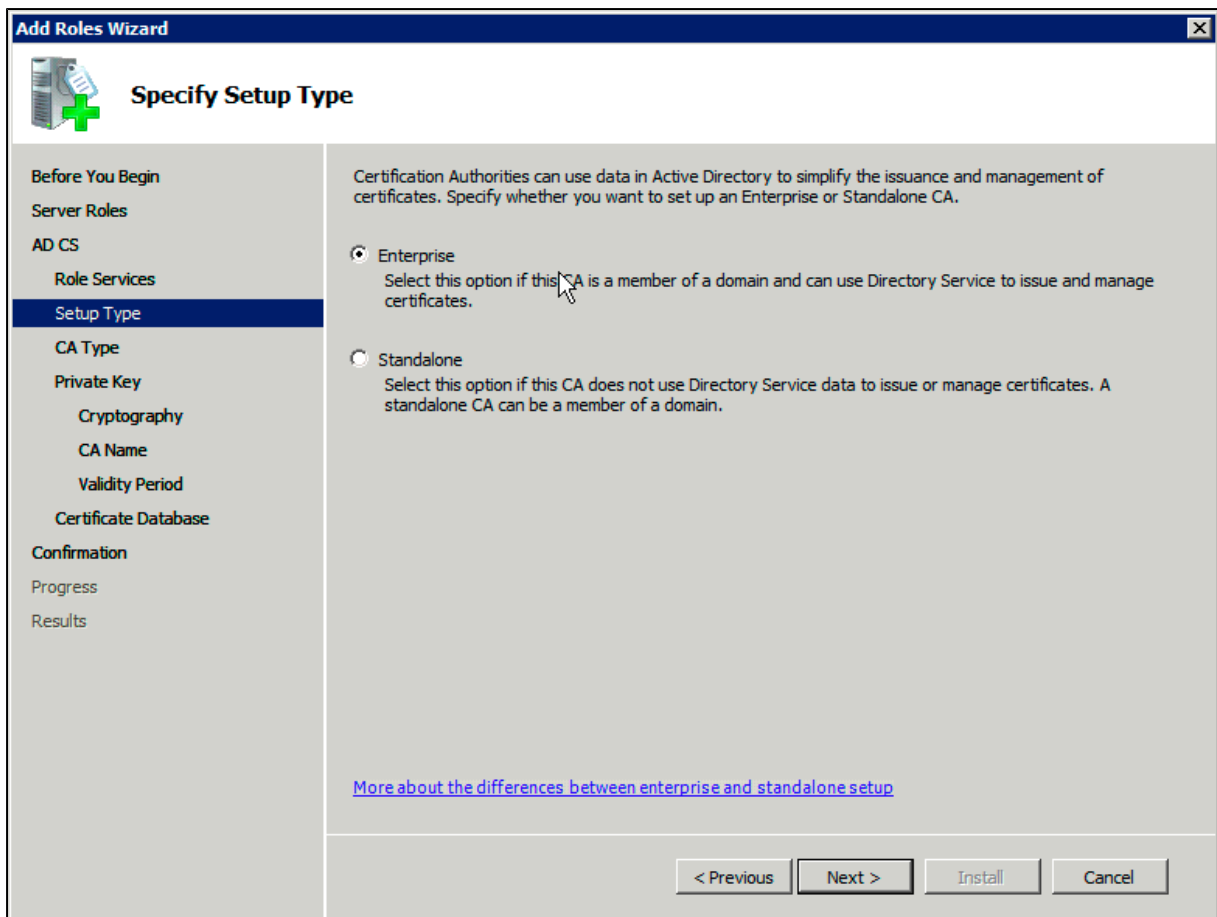 Add Roles Wizard
Specify Setup Type
Before You Begin
Server Roles
AD CS
Role Services
Setup Type
CA Type
Private Key
Cryptography
CA Name
Validity Period
Certificate Database
Confirmation
Progress
Results
Certification Authorities can use data in Active Directory to simplify the issuance and management of
certificates. Specify whether you want to set up an Enterprise or Standalone CA.
Enterprise
Select this option if this CA is a member of a domain and can use Directory Service to issue and manage
certificates.
Standalone
Select this option if this CA does not use Directory Service data to issue or manage certificates. A
standalone CA can be a member of a domain.
More about the differences between enterprise and standalone setup
< Previous
Next >
Install
Cancel